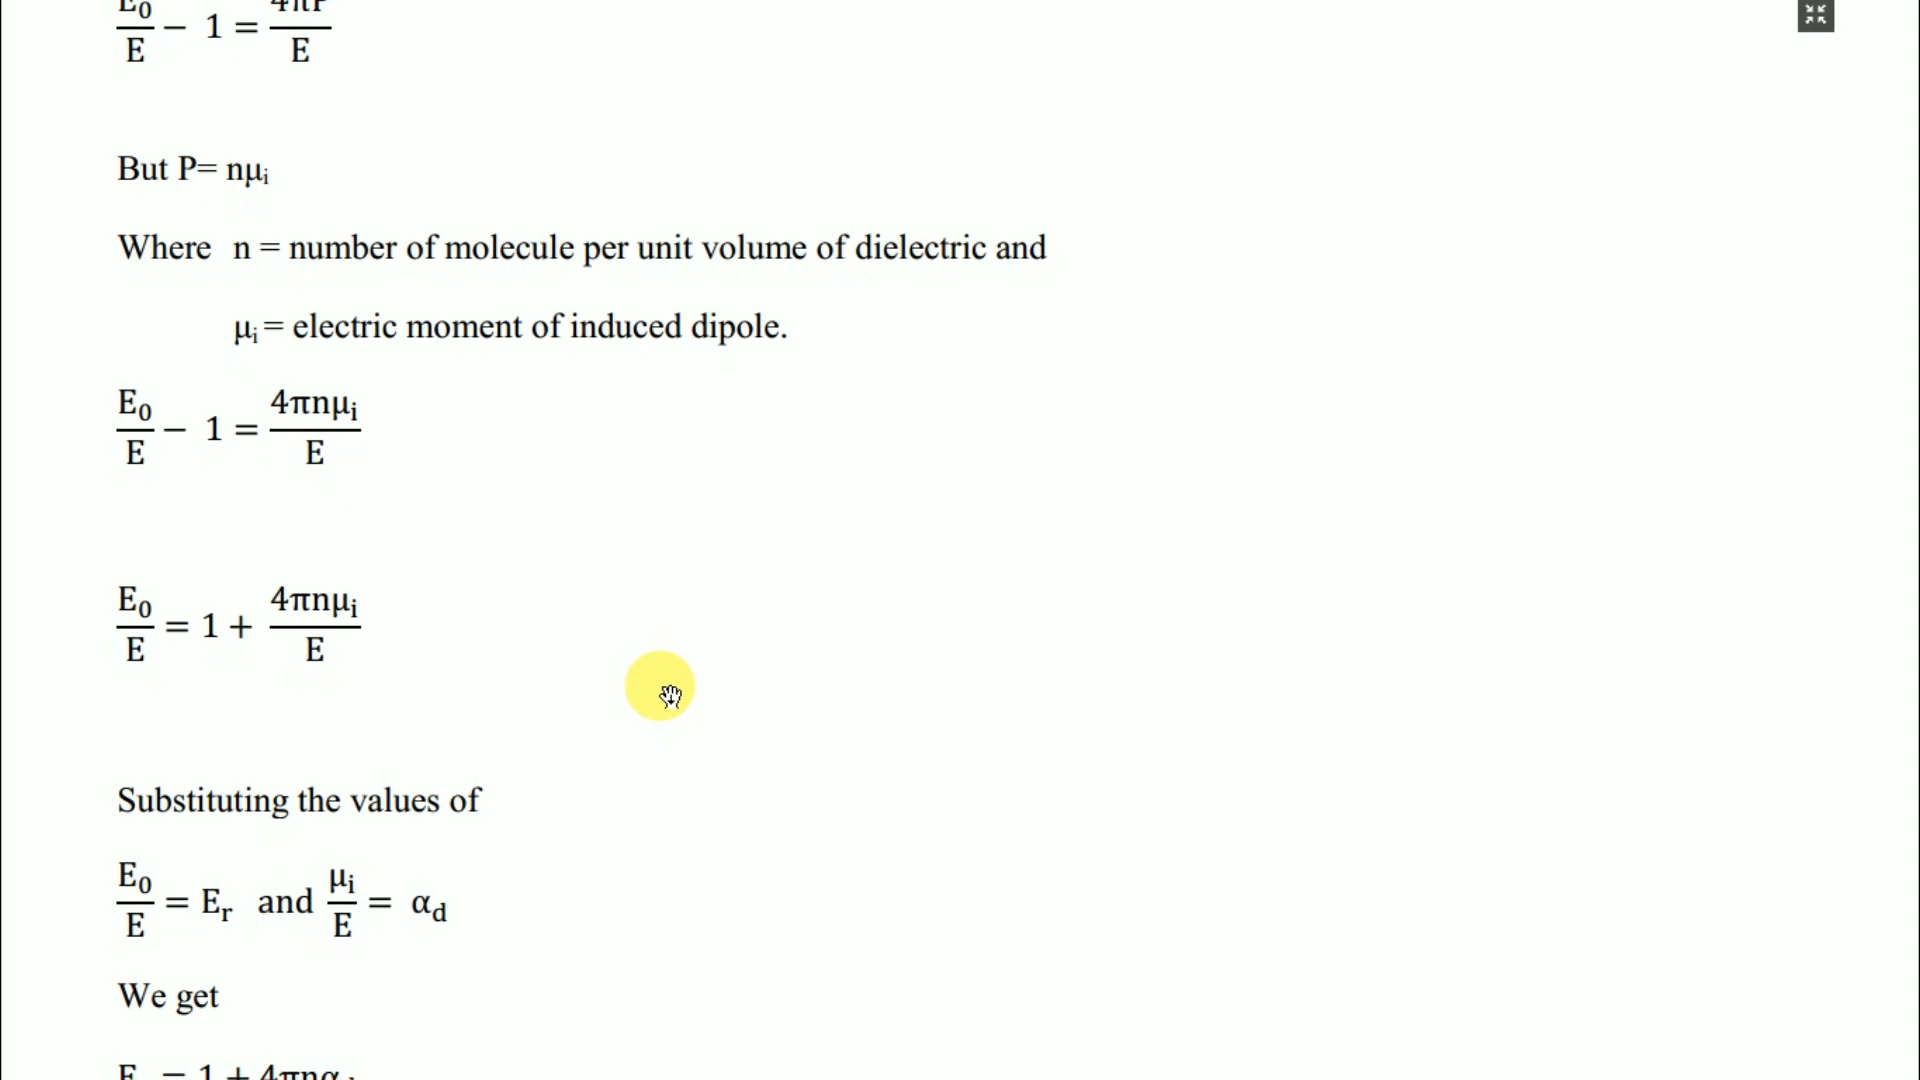 E₀/E − 1 = 4πP/E
But P= nμᵢ
Where n = number of molecule per unit volume of dielectric and
μᵢ = electric moment of induced dipole.
E₀/E − 1 = 4πnμᵢ/E
E₀/E = 1 + 4πnμᵢ/E
Substituting the values of
E₀/E = Eᵣ and μᵢ/E = α_d
We get